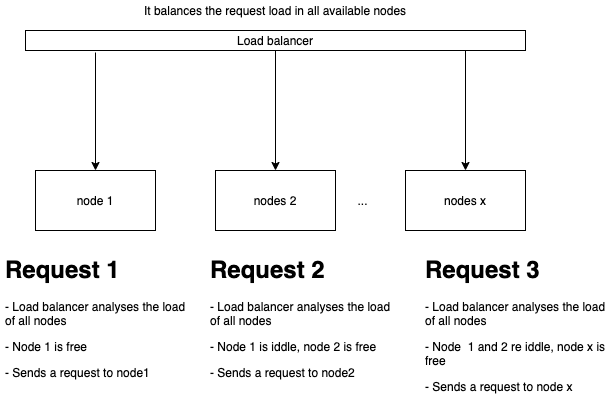 It balances the request load in all available nodes
Load balancer
node 1
nodes 2
...
nodes x
Request 1
- Load balancer analyses the load
of all nodes
- Node 1 is free
- Sends a request to node1
Request 2
- Load balancer analyses the load
of all nodes
- Node 1 is iddle, node 2 is free
- Sends a request to node2
Request 3
- Load balancer analyses the load
of all nodes
- Node  1 and 2 re iddle, node x is
free
- Sends a request to node x